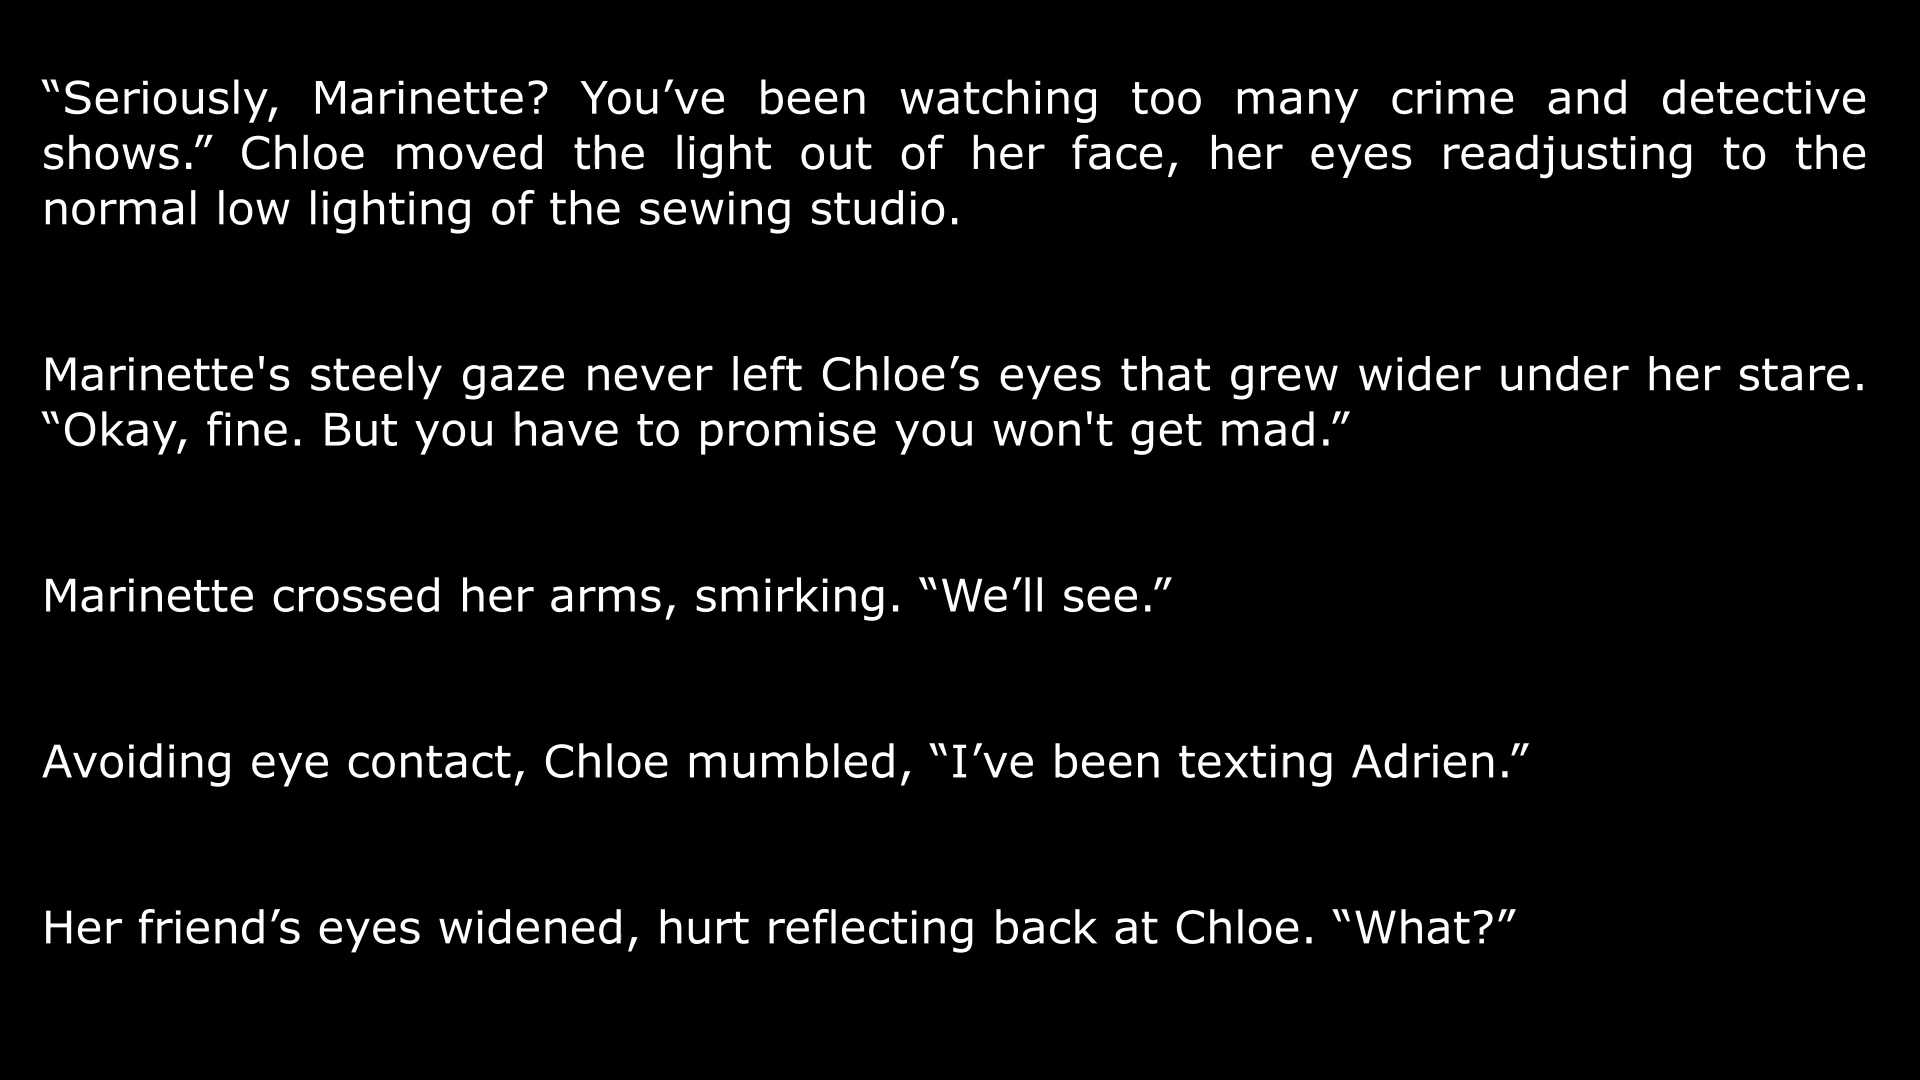 “Seriously, Marinette? You’ve been watching too many crime and detective
shows.” Chloe moved the light out of her face, her eyes readjusting to the
normal low lighting of the sewing studio.
Marinette's steely gaze never left Chloe’s eyes that grew wider under her stare.
“Okay, fine. But you have to promise you won't get mad.”
Marinette crossed her arms, smirking. “We’ll see.”
Avoiding eye contact, Chloe mumbled, “I’ve been texting Adrien.”
Her friend’s eyes widened, hurt reflecting back at Chloe. “What?”